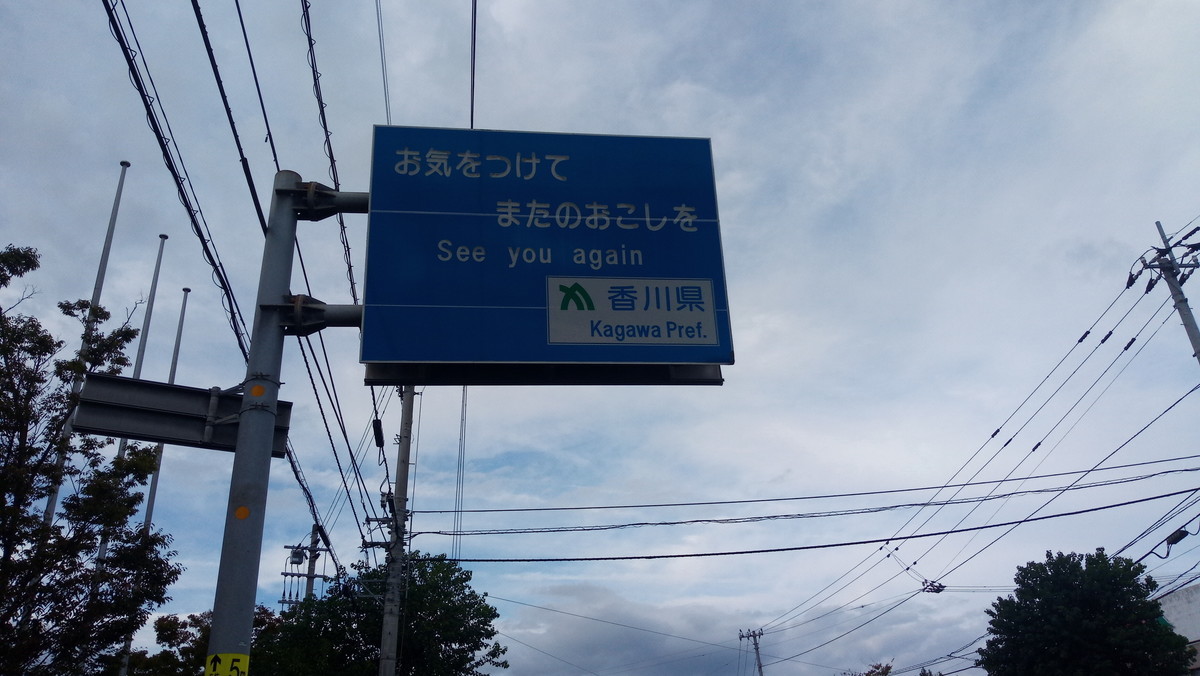 お気をつけて
またのおこしを
See you again
香川県
Kagawa Pref.